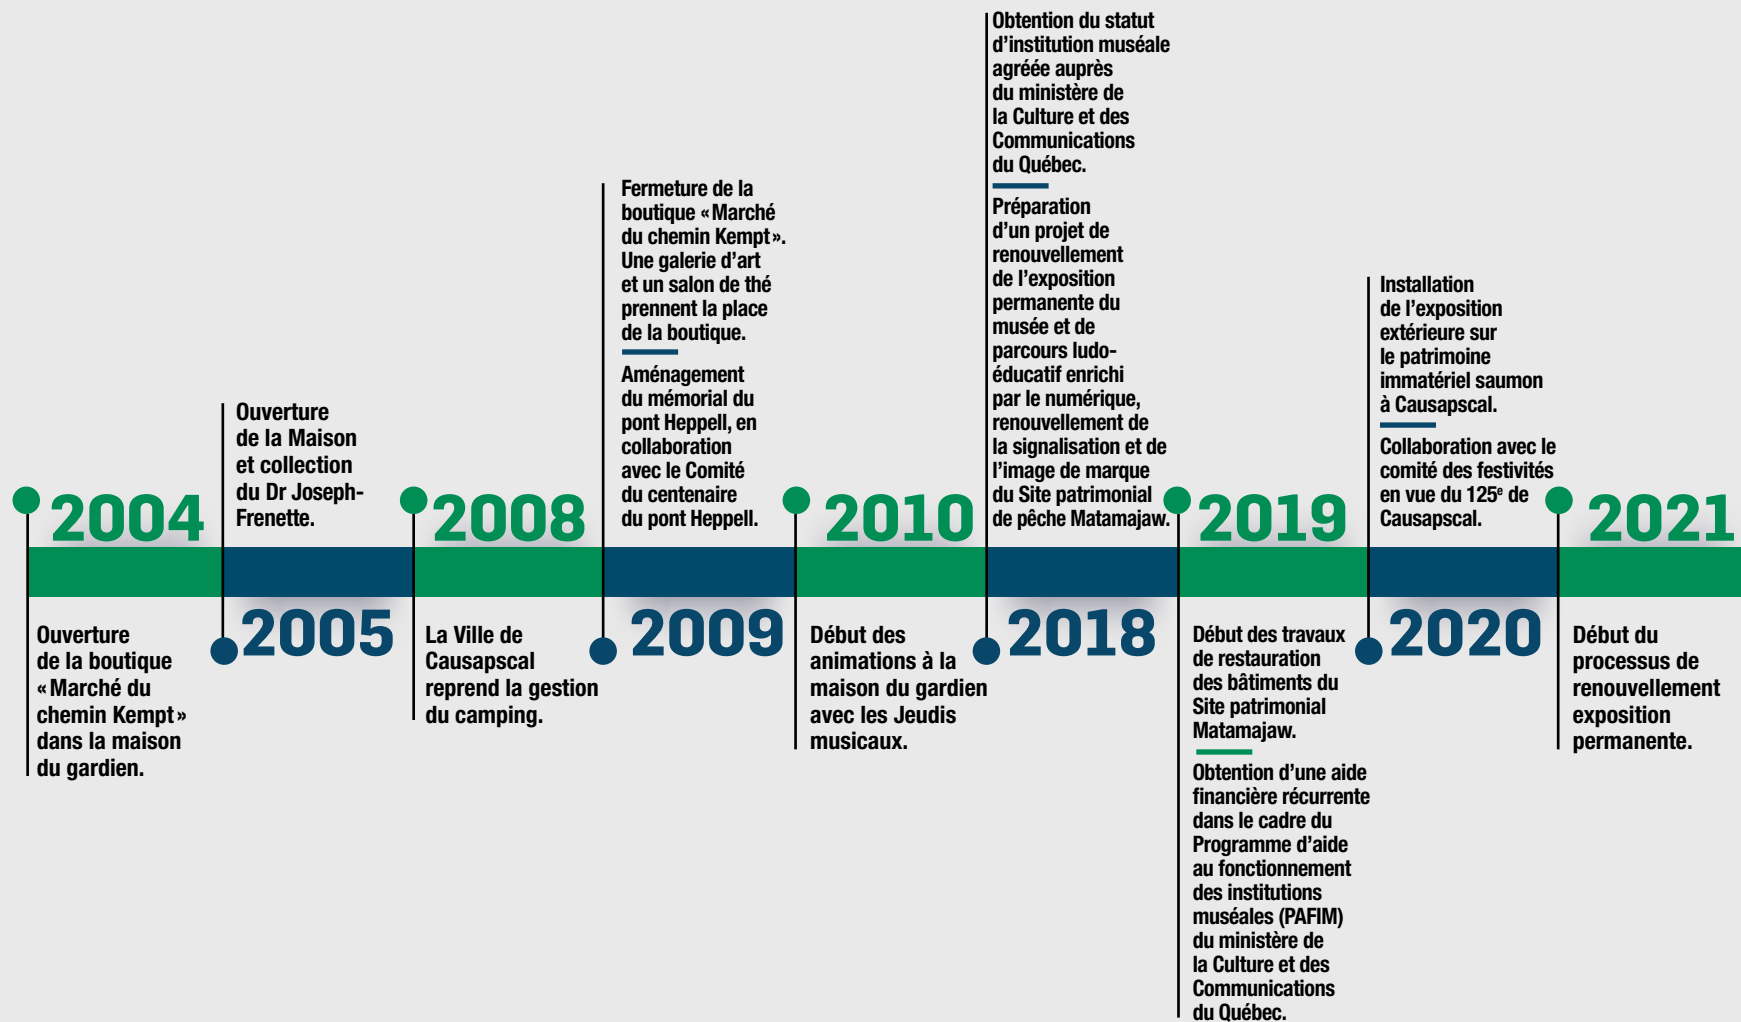 2004
Ouverture
de la boutique
« Marché du
chemin Kempt »
dans la maison
du gardien.
Ouverture
de la Maison
et collection
du Dr Joseph-
Frenette.
2005
2008
La Ville de
Causapscal
reprend la gestion
du camping.
Fermeture de la
boutique « Marché
du chemin Kempt ».
Une galerie d’art
et un salon de thé
prennent la place
de la boutique.
Aménagement
du mémorial du
pont Heppell, en
collaboration
avec le Comité
du centenaire
du pont Heppell.
2009
2010
Début des
animations à la
maison du gardien
avec les Jeudis
musicaux.
Obtention du statut
d’institution muséale
agréée auprès
du ministère de
la Culture et des
Communications
du Québec.
Préparation
d’un projet de
renouvellement
de l’exposition
permanente du
musée et de
parcours ludo-
éducatif enrichi
par le numérique,
renouvellement de
la signalisation et de
l’image de marque
du Site patrimonial
de pêche Matamajaw.
2018
2019
Début des travaux
de restauration
des bâtiments du
Site patrimonial
Matamajaw.
Obtention d’une aide
financière récurrente
dans le cadre du
Programme d’aide
au fonctionnement
des institutions
muséales (PAFIM)
du ministère de
la Culture et des
Communications
du Québec.
Installation
de l’exposition
extérieure sur
le patrimoine
immatériel saumon
à Causapscal.
Collaboration avec le
comité des festivités
en vue du 125e de
Causapscal.
2020
2021
Début du
processus de
renouvellement
exposition
permanente.